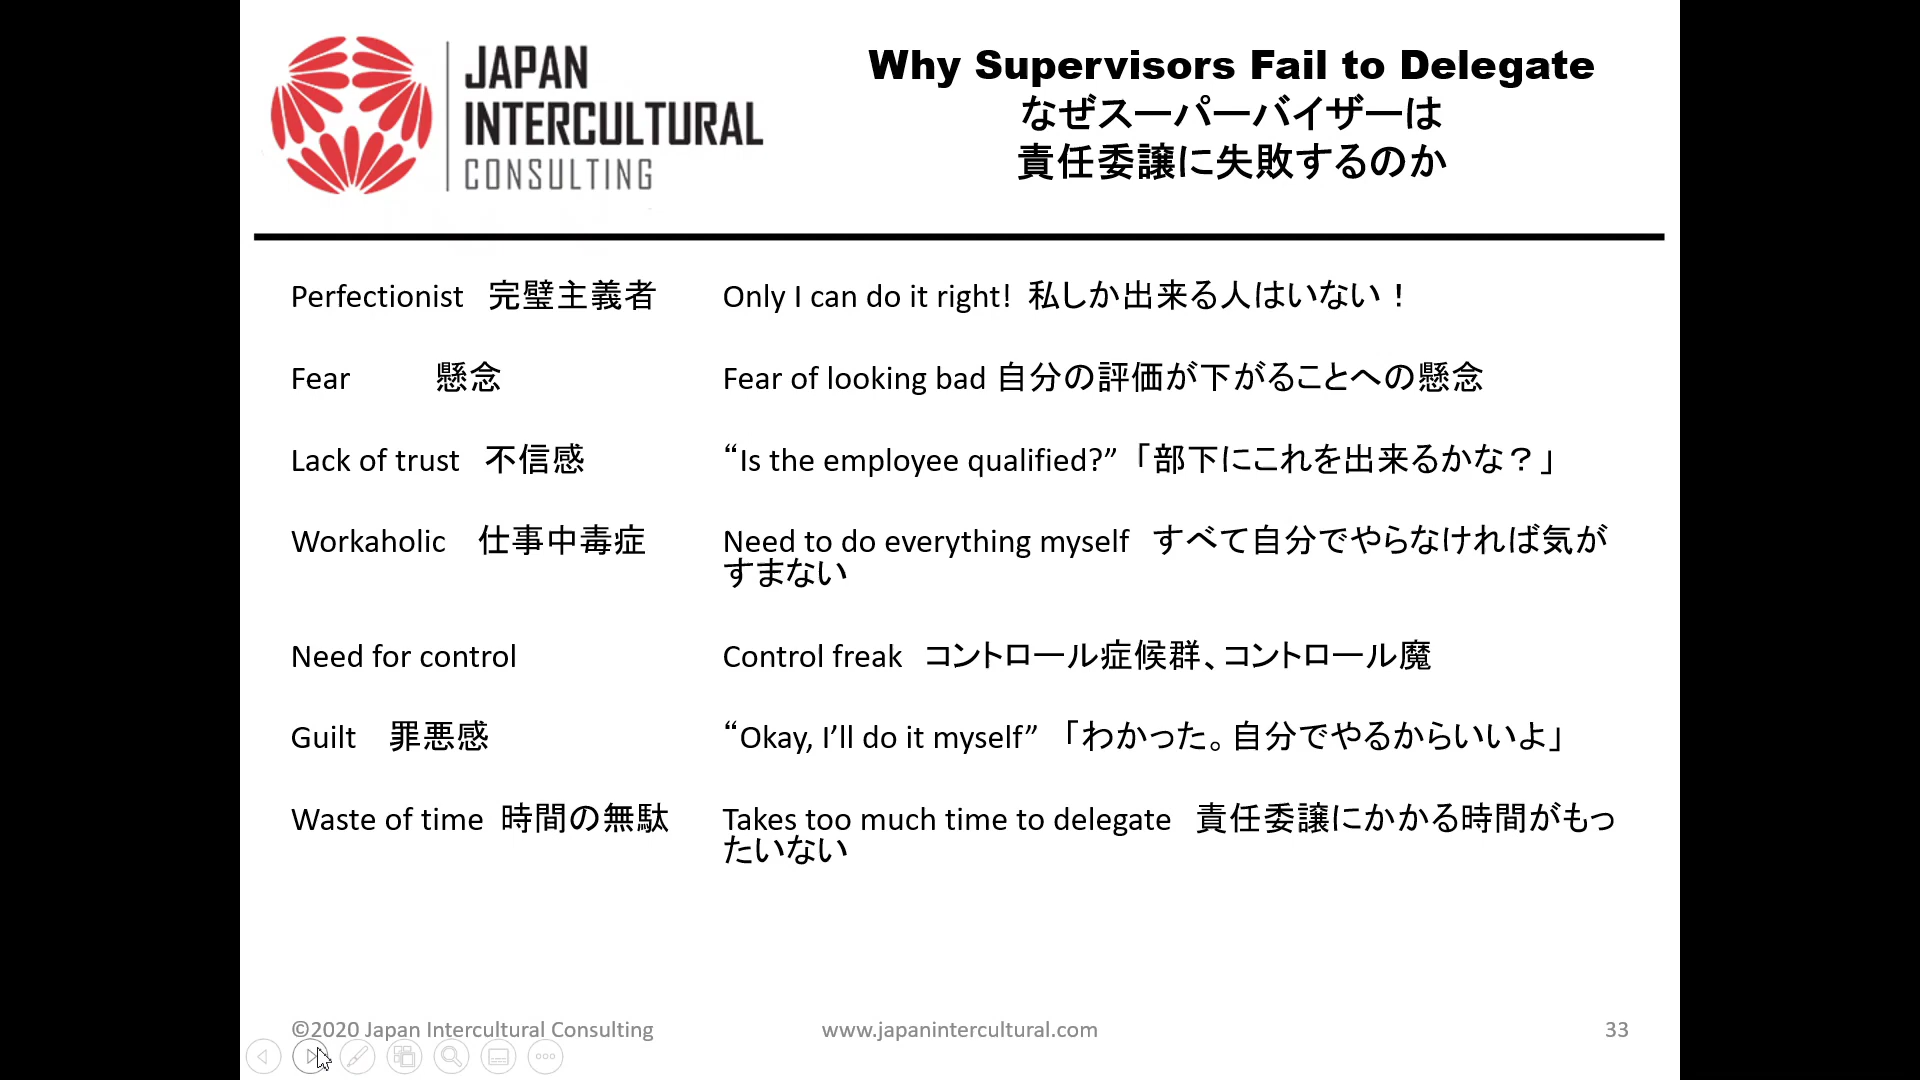 JAPAN
INTERCULTURAL
CONSULTING
Why Supervisors Fail to Delegate
なぜスーパーバイザーは
責任委譲に失敗するのか
Perfectionist 完璧主義者 Only I can do it right! 私しか出来る人はいない！
Fear 懸念 Fear of looking bad 自分の評価が下がることへの懸念
Lack of trust 不信感 “Is the employee qualified?” 「部下にこれを出来るかな？」
Workaholic 仕事中毒症 Need to do everything myself すべて自分でやらなければ気が
すまない
Need for control Control freak コントロール症候群、コントロール魔
Guilt 罪悪感 “Okay, I’ll do it myself” 「わかった。自分でやるからいいよ」
Waste of time 時間の無駄 Takes too much time to delegate 責任委譲にかかる時間がもっ
たいない
©2020 Japan Intercultural Consulting www.japanintercultural.com 33